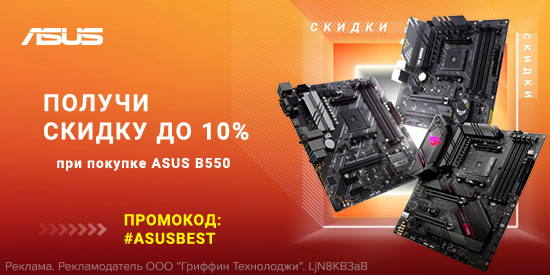 ASUS
ПОЛУЧИ
СКИДКУ ДО 10%
при покупке ASUS B550
ПРОМОКОД:
#ASUSBEST
СКИДКИ
СКИДКИ
Реклама. Рекламодатель ООО "Гриффин Технолоджи". LjN8KB3aB